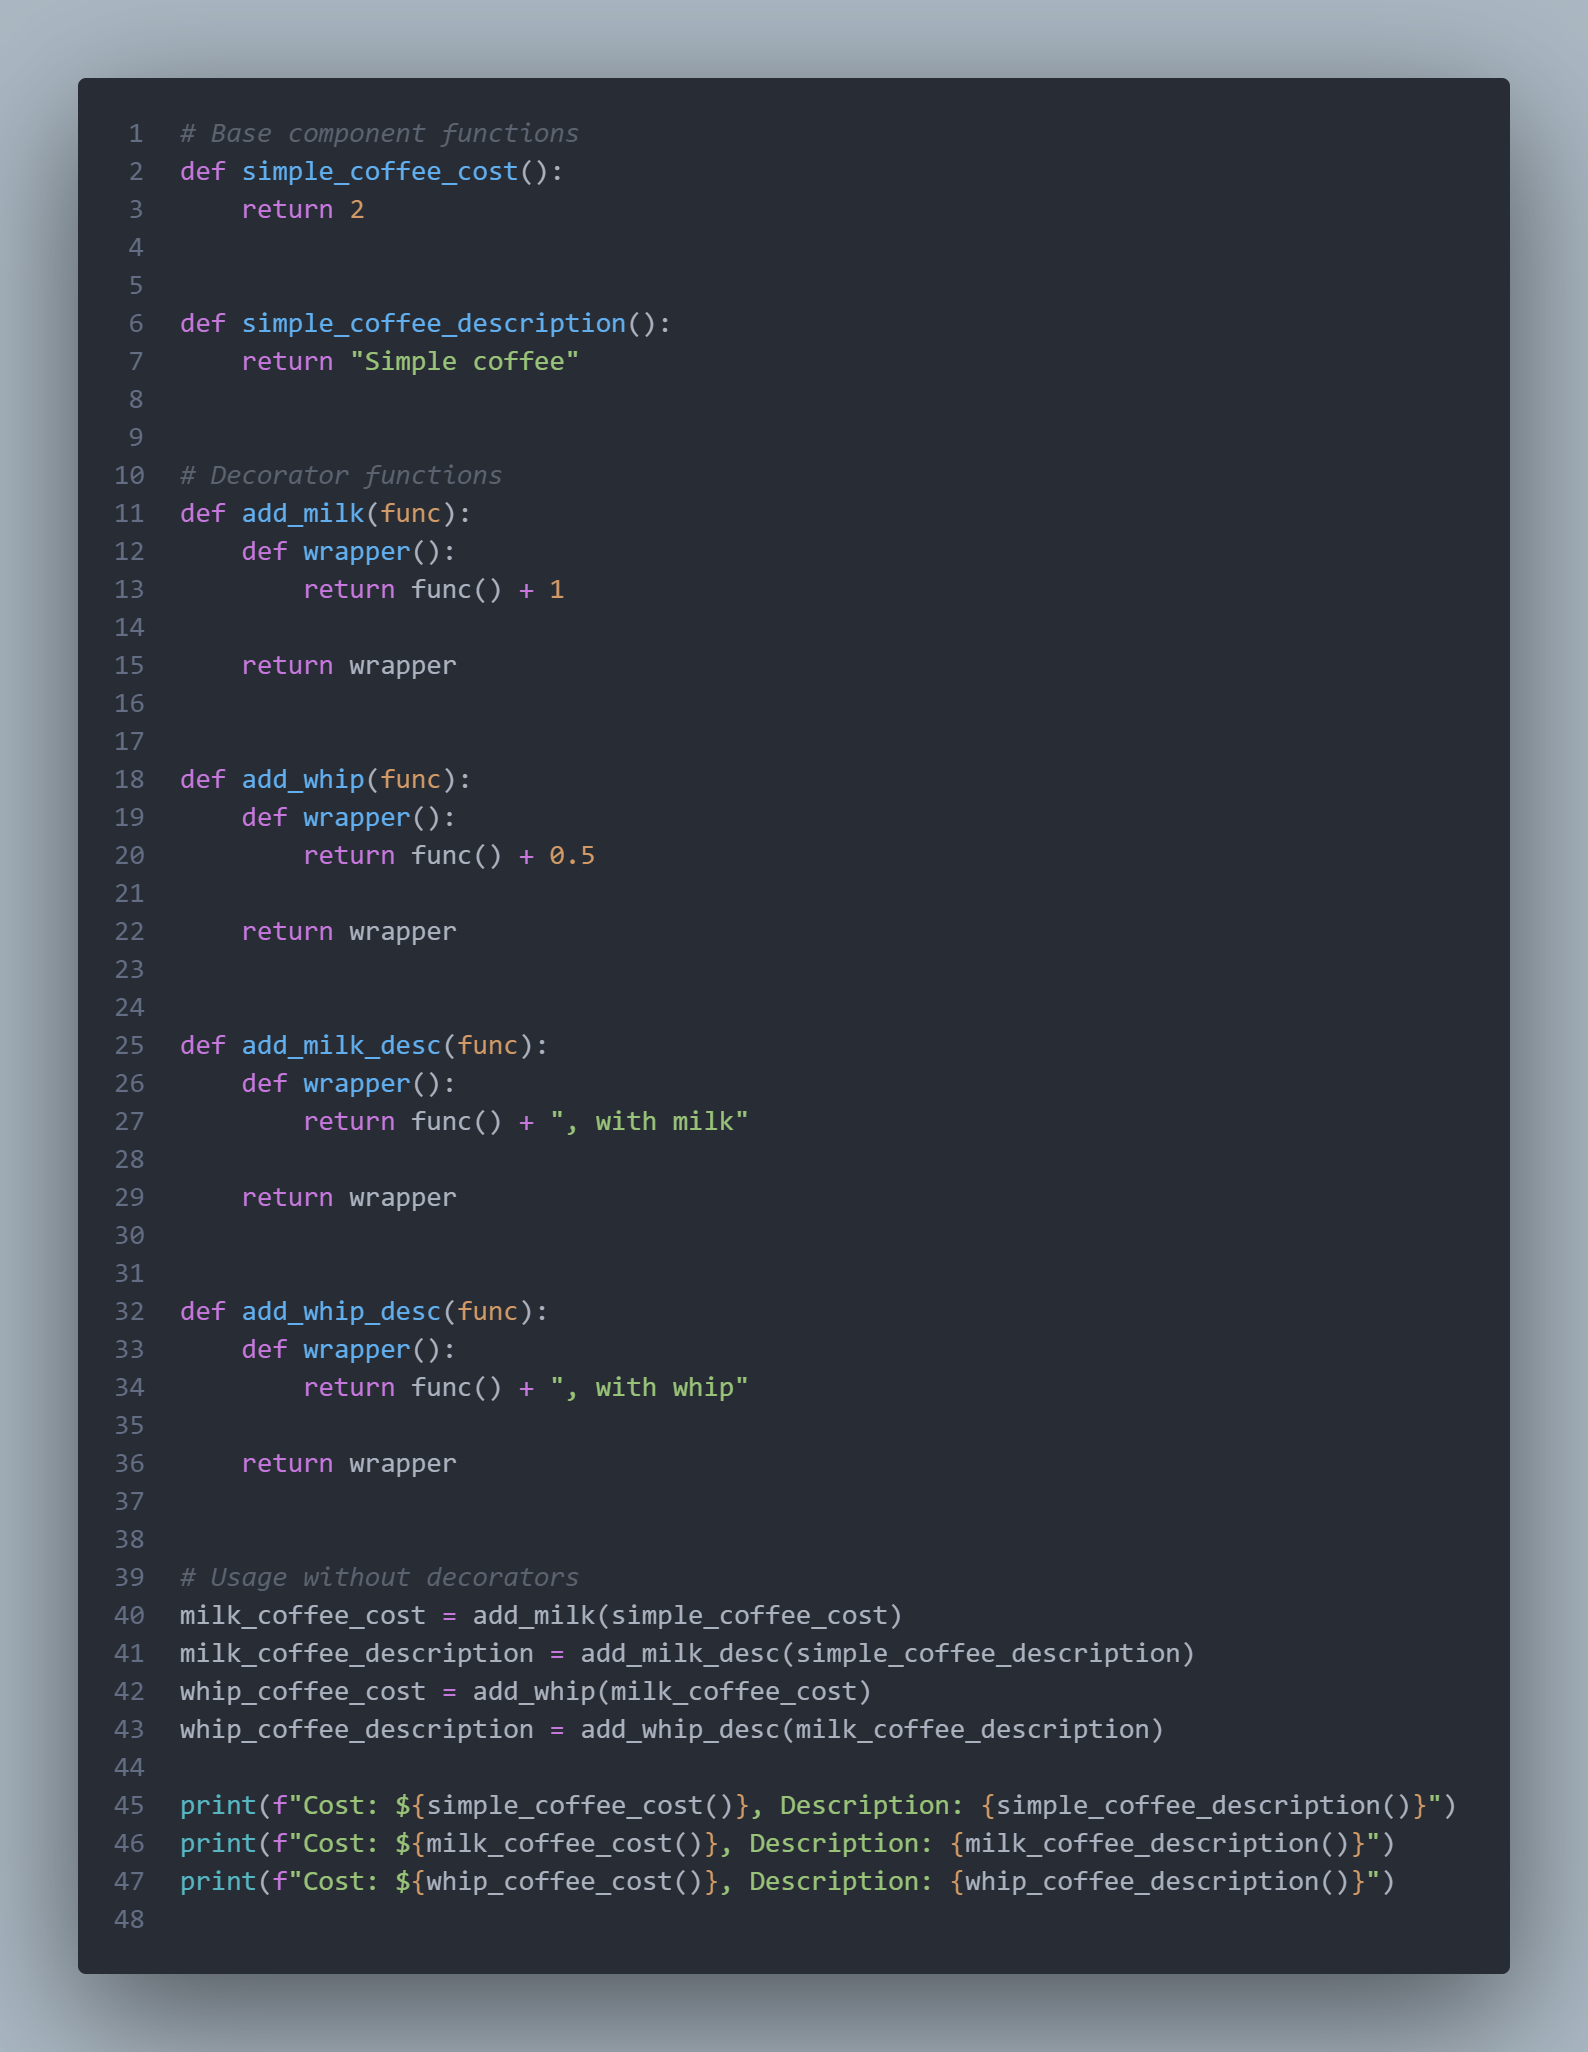 1 # Base component functions
2 def simple_coffee_cost():
3     return 2
4
5
6 def simple_coffee_description():
7     return "Simple coffee"
8
9
10 # Decorator functions
11 def add_milk(func):
12     def wrapper():
13         return func() + 1
14
15     return wrapper
16
17
18 def add_whip(func):
19     def wrapper():
20         return func() + 0.5
21
22     return wrapper
23
24
25 def add_milk_desc(func):
26     def wrapper():
27         return func() + ", with milk"
28
29     return wrapper
30
31
32 def add_whip_desc(func):
33     def wrapper():
34         return func() + ", with whip"
35
36     return wrapper
37
38
39 # Usage without decorators
40 milk_coffee_cost = add_milk(simple_coffee_cost)
41 milk_coffee_description = add_milk_desc(simple_coffee_description)
42 whip_coffee_cost = add_whip(milk_coffee_cost)
43 whip_coffee_description = add_whip_desc(milk_coffee_description)
44
45 print(f"Cost: ${simple_coffee_cost()}, Description: {simple_coffee_description()}")
46 print(f"Cost: ${milk_coffee_cost()}, Description: {milk_coffee_description()}")
47 print(f"Cost: ${whip_coffee_cost()}, Description: {whip_coffee_description()}")
48